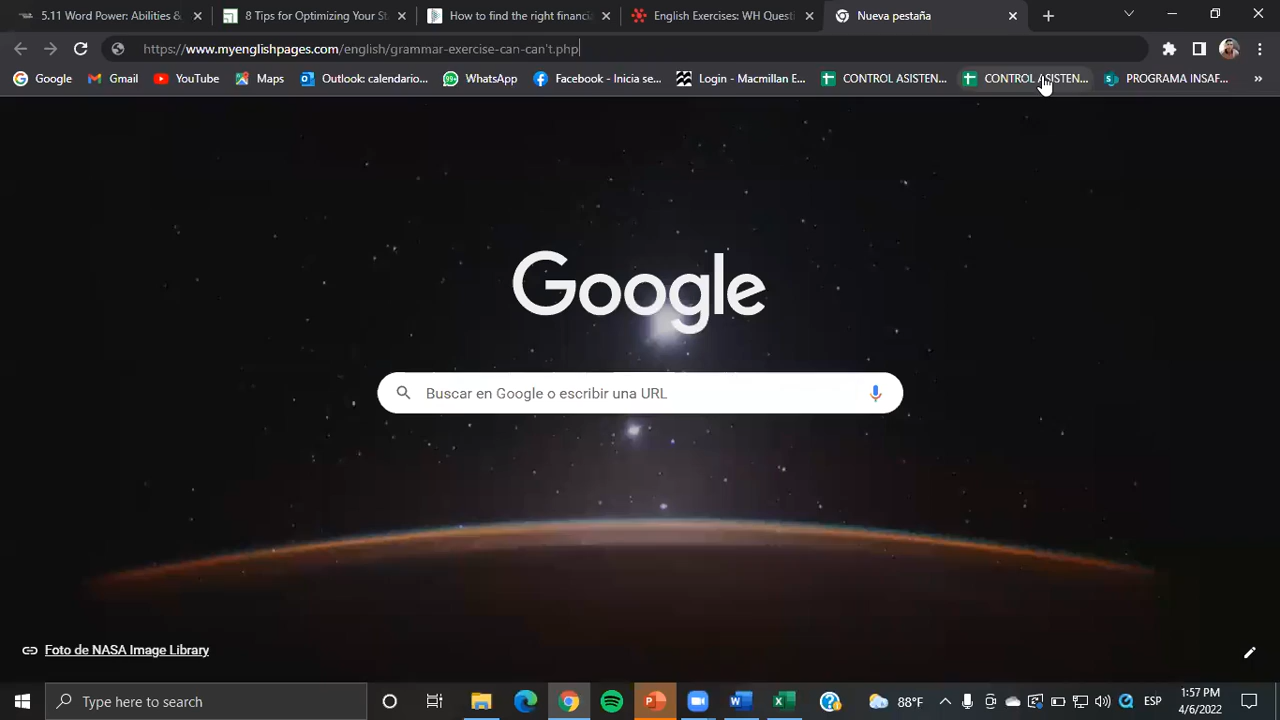 5.11 Word Power: Abilities &
8 Tips for Optimizing Your St
How to find the right financi
English Exercises: WH Questi
Nueva pestaña
https://www.myenglishpages.com/english/grammar-exercise-can-can't.php
Google
Gmail
YouTube
Maps
Outlook: calendario...
99+
WhatsApp
Facebook - Inicia se...
Login - Macmillan E...
CONTROL ASISTEN...
CONTROL ASISTEN...
PROGRAMA INSAF...
Google
Buscar en Google o escribir una URL
Foto de NASA Image Library
Type here to search
88°F
ESP
1:57 PM
4/6/2022